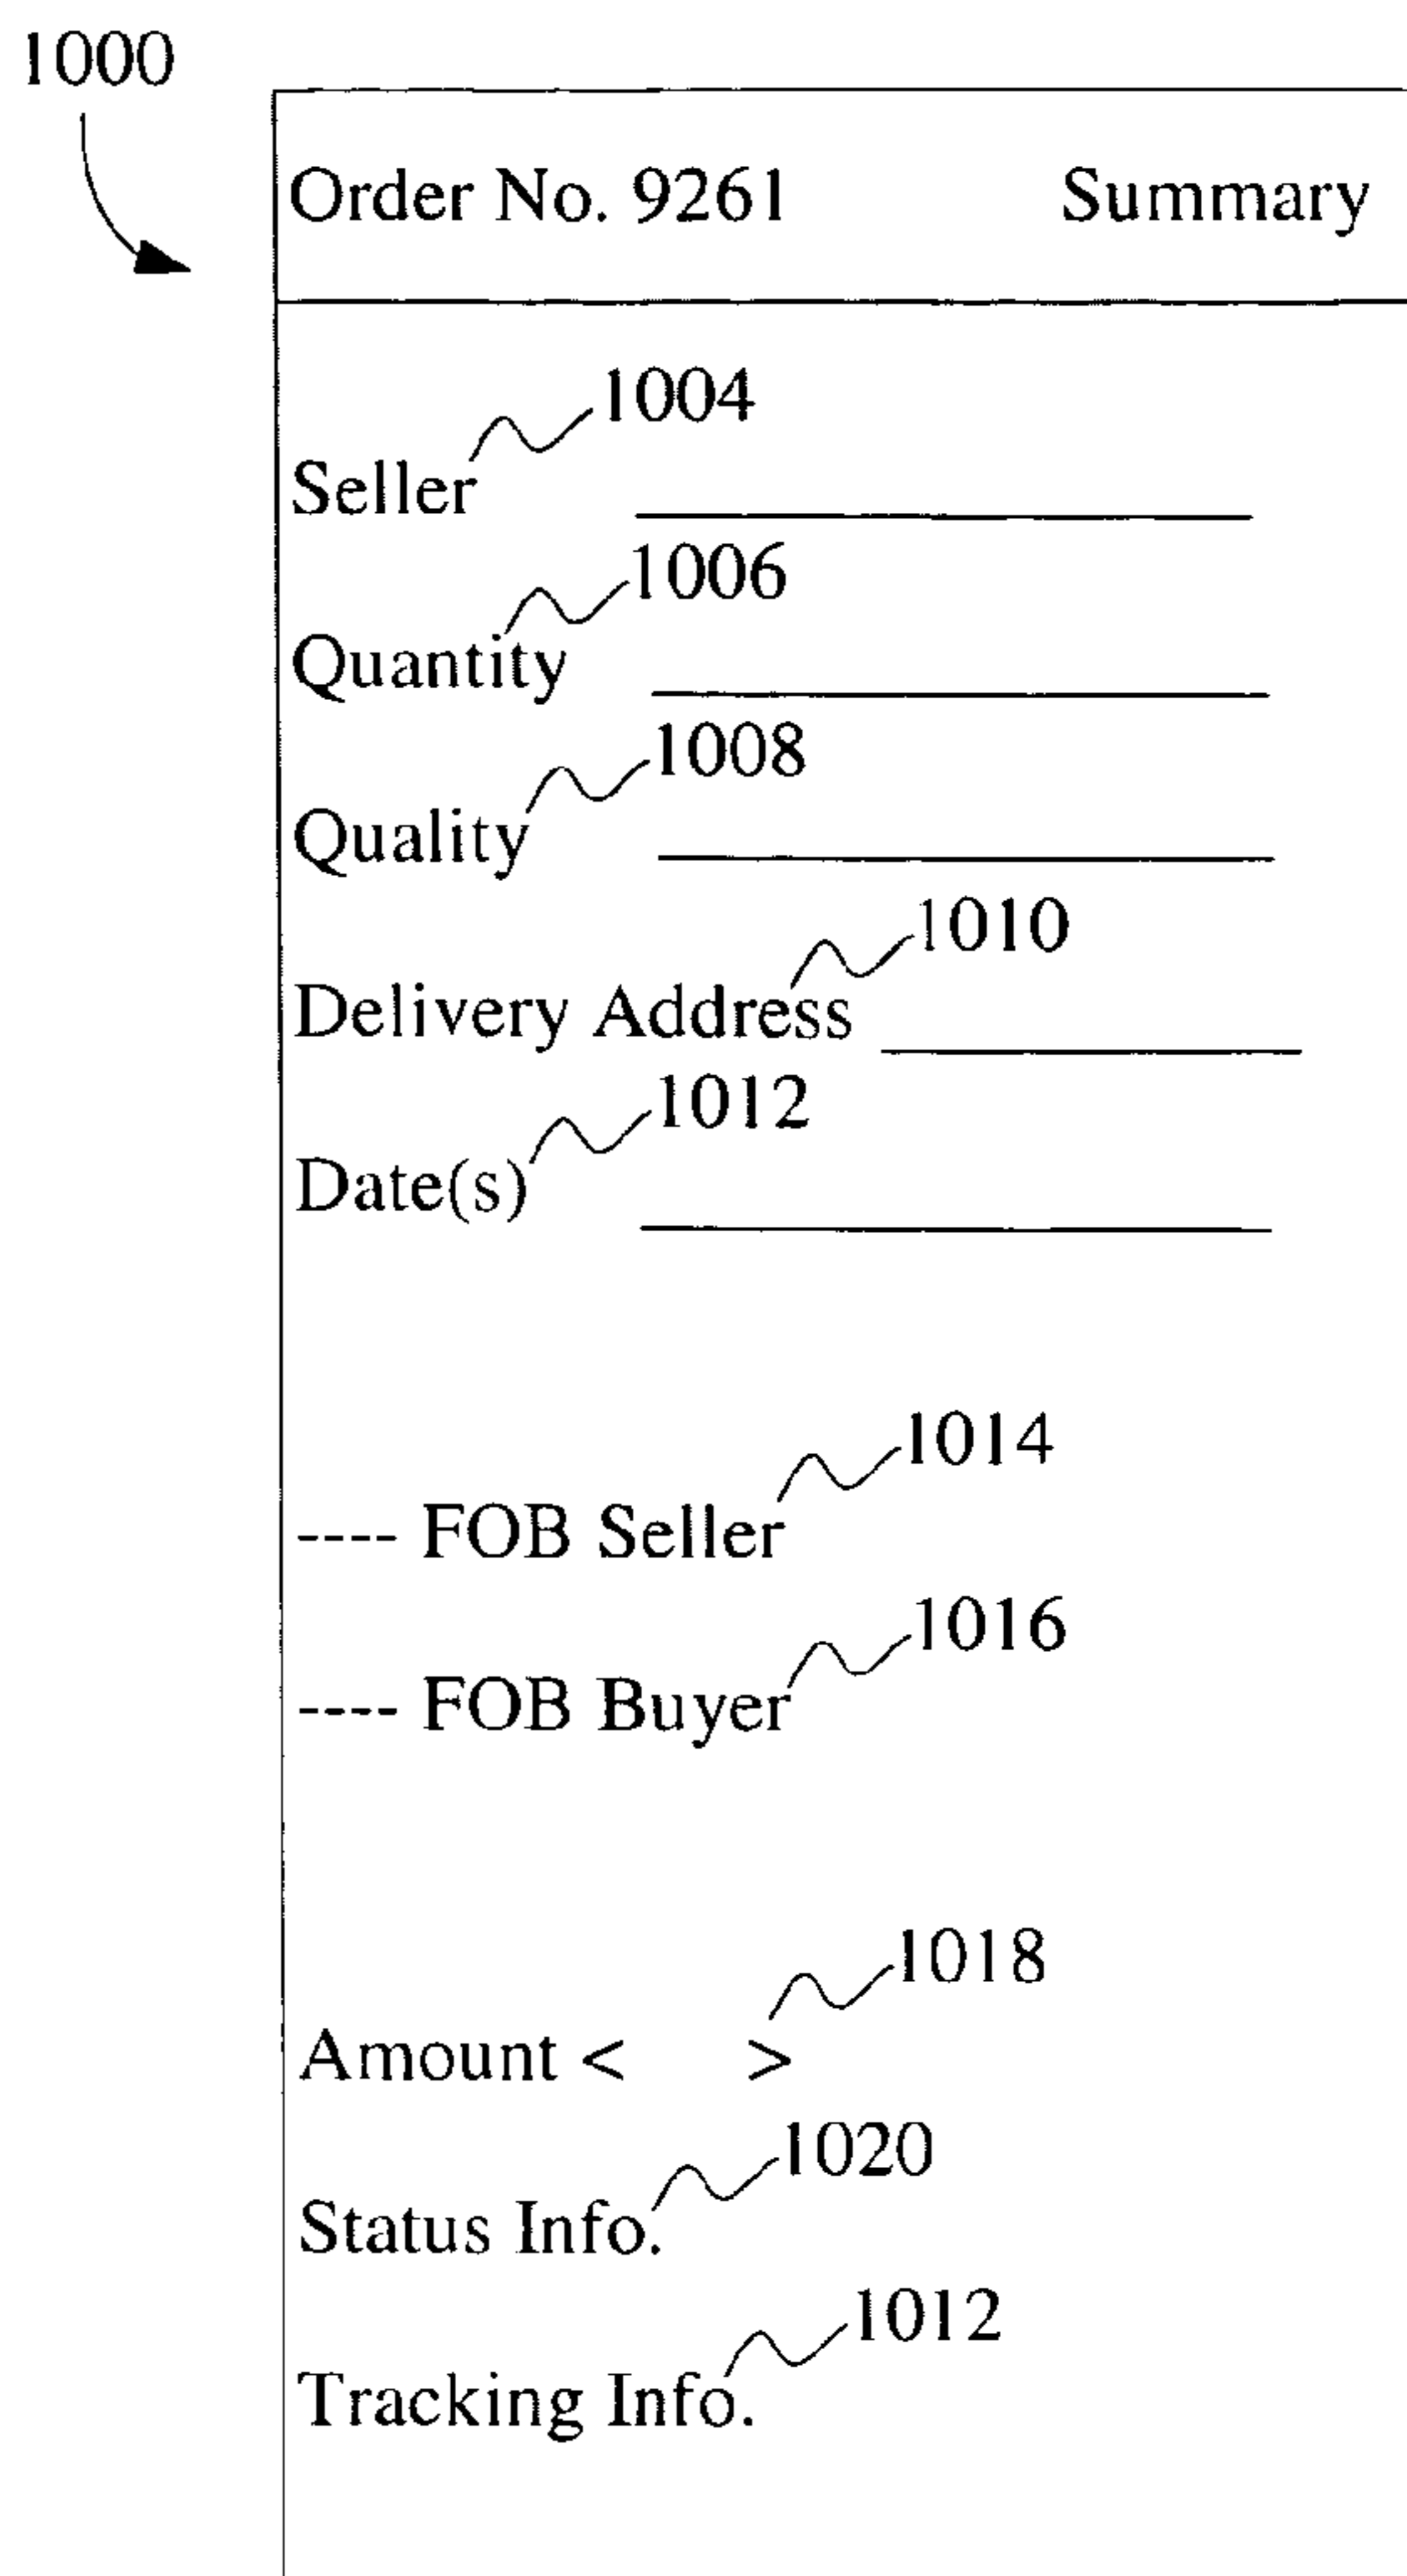 1000
Order No. 9261 Summary
1004
Seller
1006
Quantity
1008
Quality
1010
Delivery Address
1012
Date(s)
1014
---- FOB Seller
1016
---- FOB Buyer
1018
Amount < >
1020
Status Info.
1012
Tracking Info.